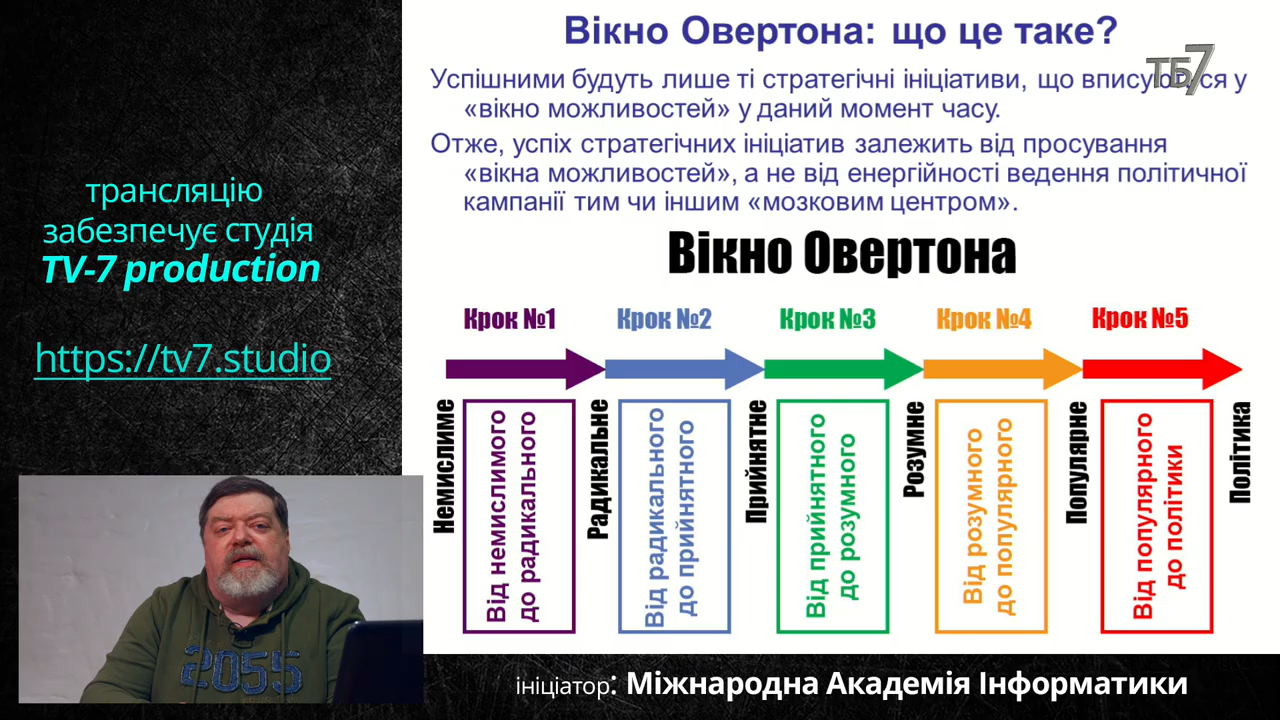 трансляцію
забезпечує студія
TV-7 production
https://tv7.studio
Вікно Овертона: що це таке?
ТБ7
Успішними будуть лише ті стратегічні ініціативи, що вписуються у
«вікно можливостей» у даний момент часу.
Отже, успіх стратегічних ініціатив залежить від просування
«вікна можливостей», а не від енергійності ведення політичної
кампанії тим чи іншим «мозковим центром».
Вікно Овертона
Крок №1 Крок №2 Крок №3 Крок №4 Крок №5
Немислиме
Від немислимого
до радикального
Радикальне
Від радикального
до прийнятного
Прийнятне
Від прийнятного
до розумного
Розумне
Від розумного
до популярного
Популярне
Від популярного
до політики
Політика
2055
ініціатор: Міжнародна Академія Інформатики